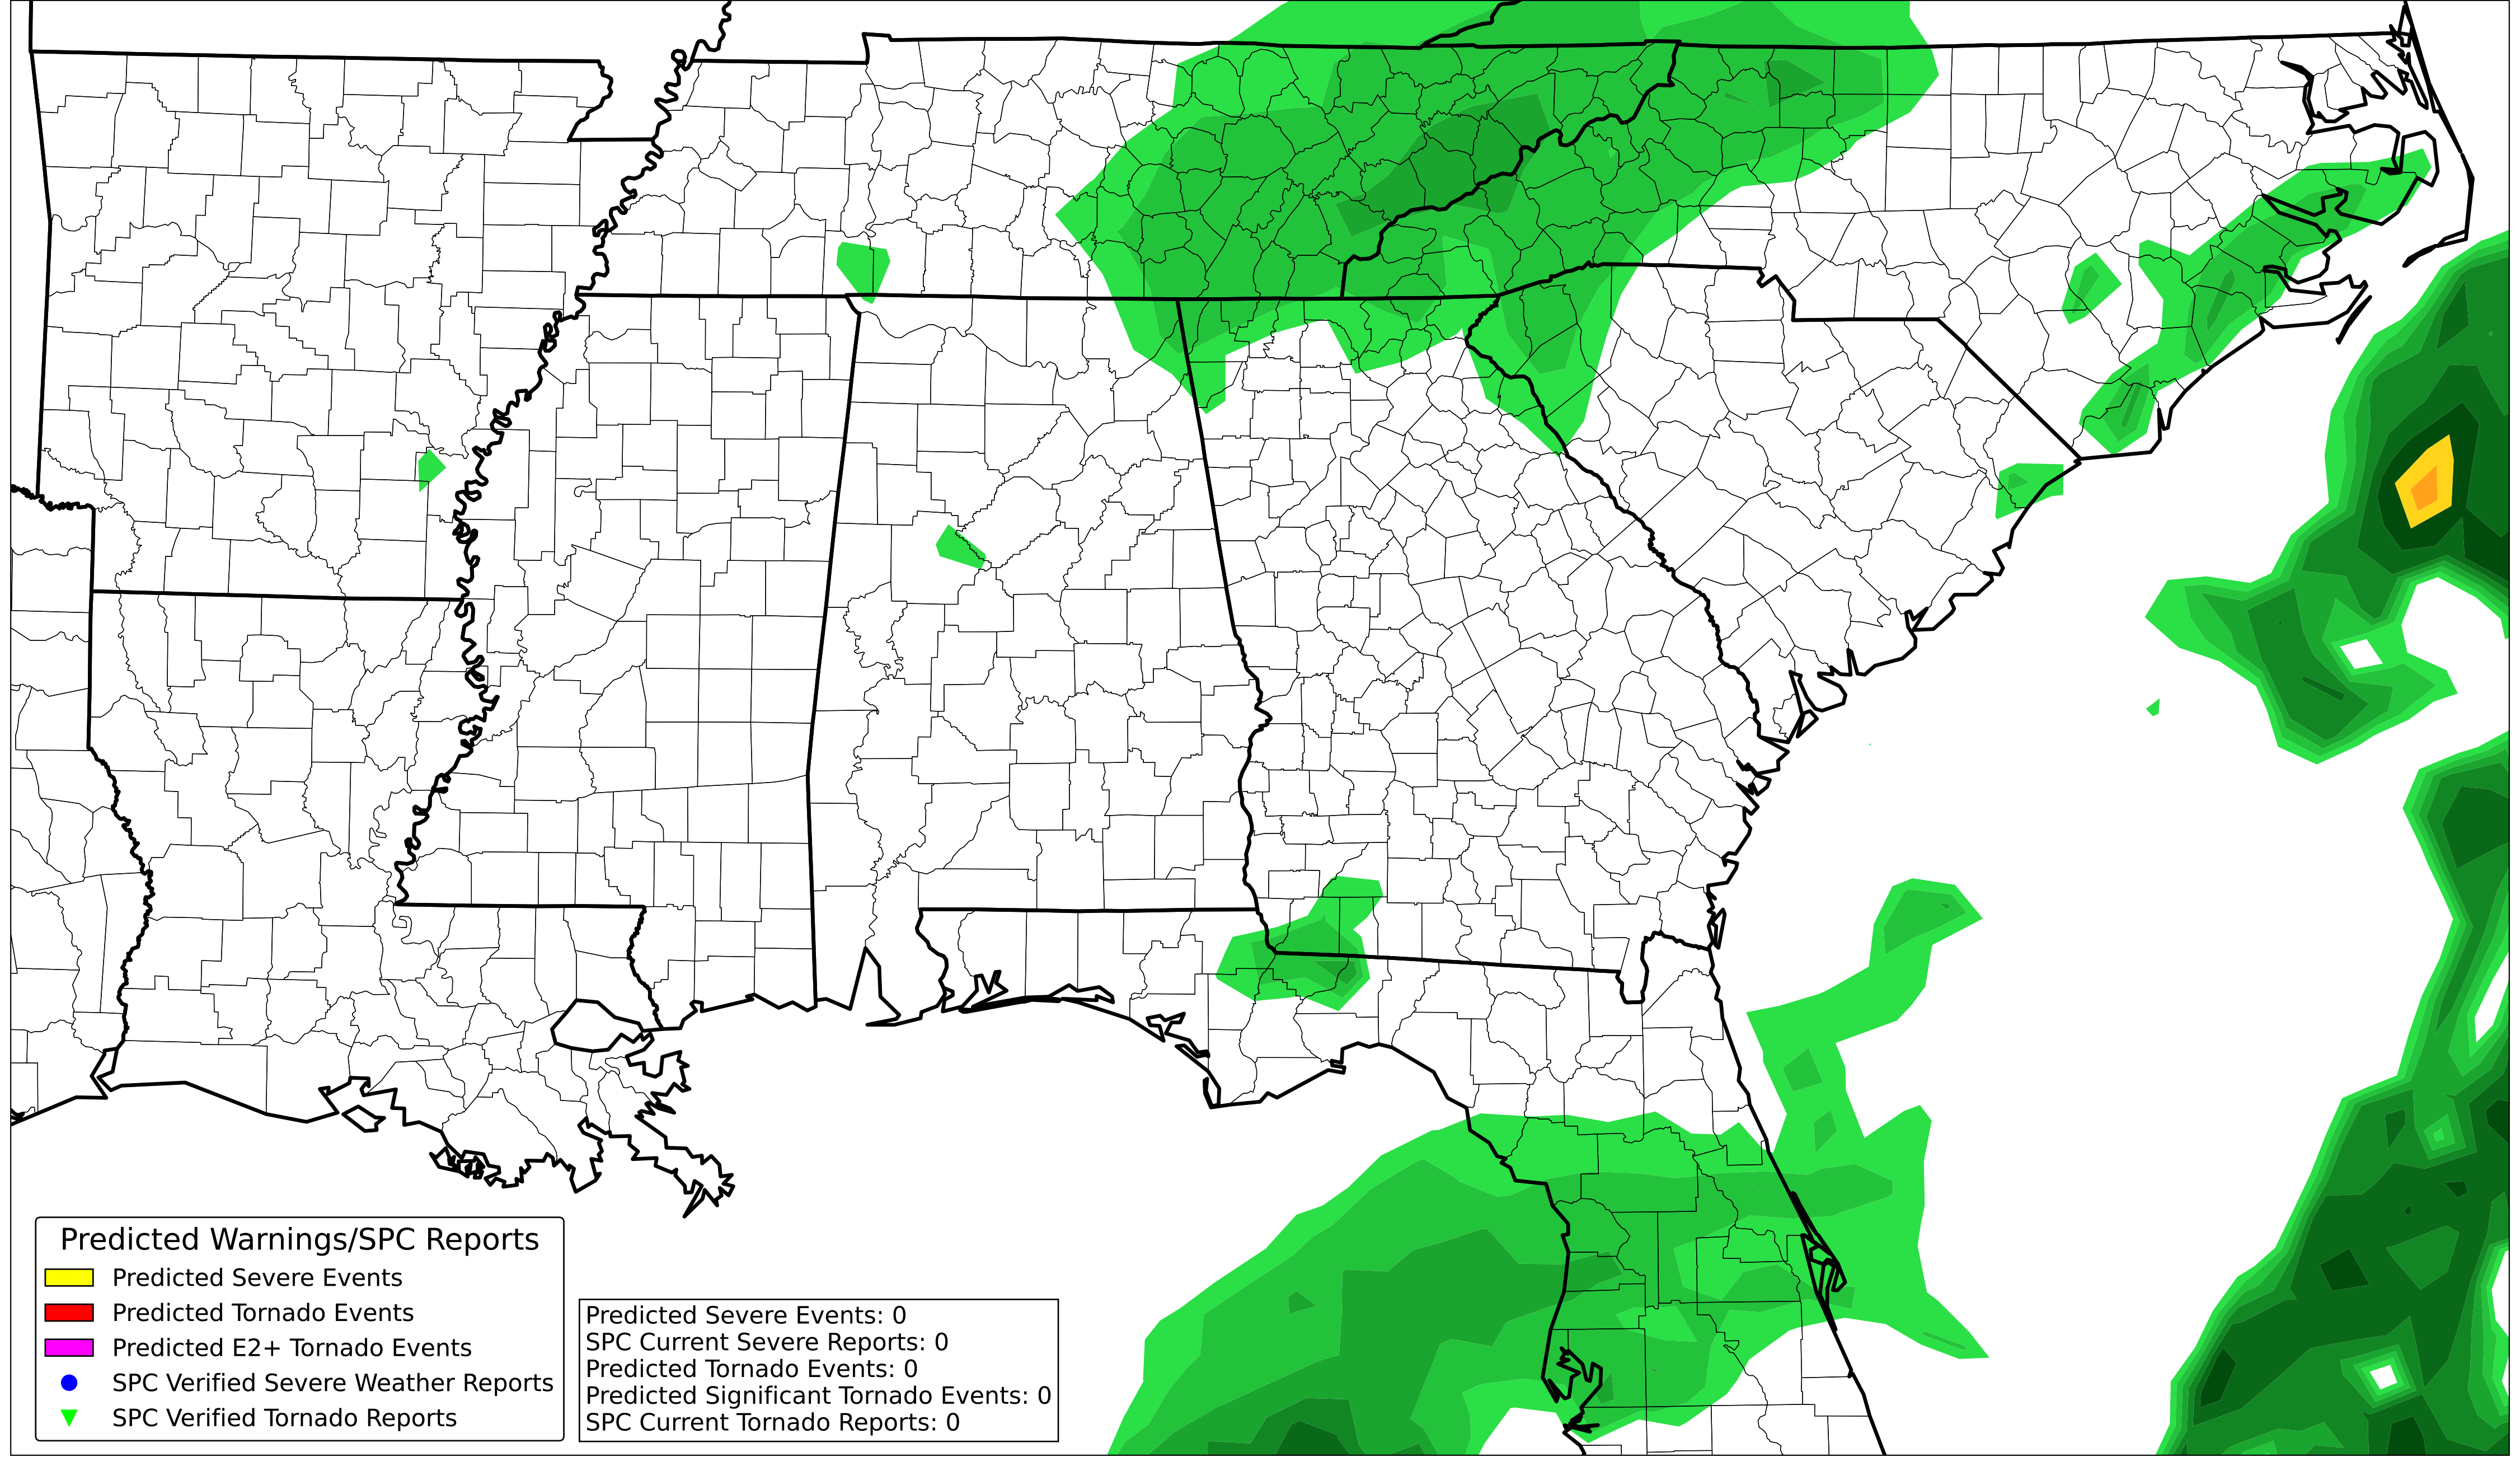 Predicted Warnings/SPC Reports
Predicted Severe Events
Predicted Tornado Events
Predicted E2+ Tornado Events
SPC Verified Severe Weather Reports
SPC Verified Tornado Reports
Predicted Severe Events: 0
SPC Current Severe Reports: 0
Predicted Tornado Events: 0
Predicted Significant Tornado Events: 0
SPC Current Tornado Reports: 0